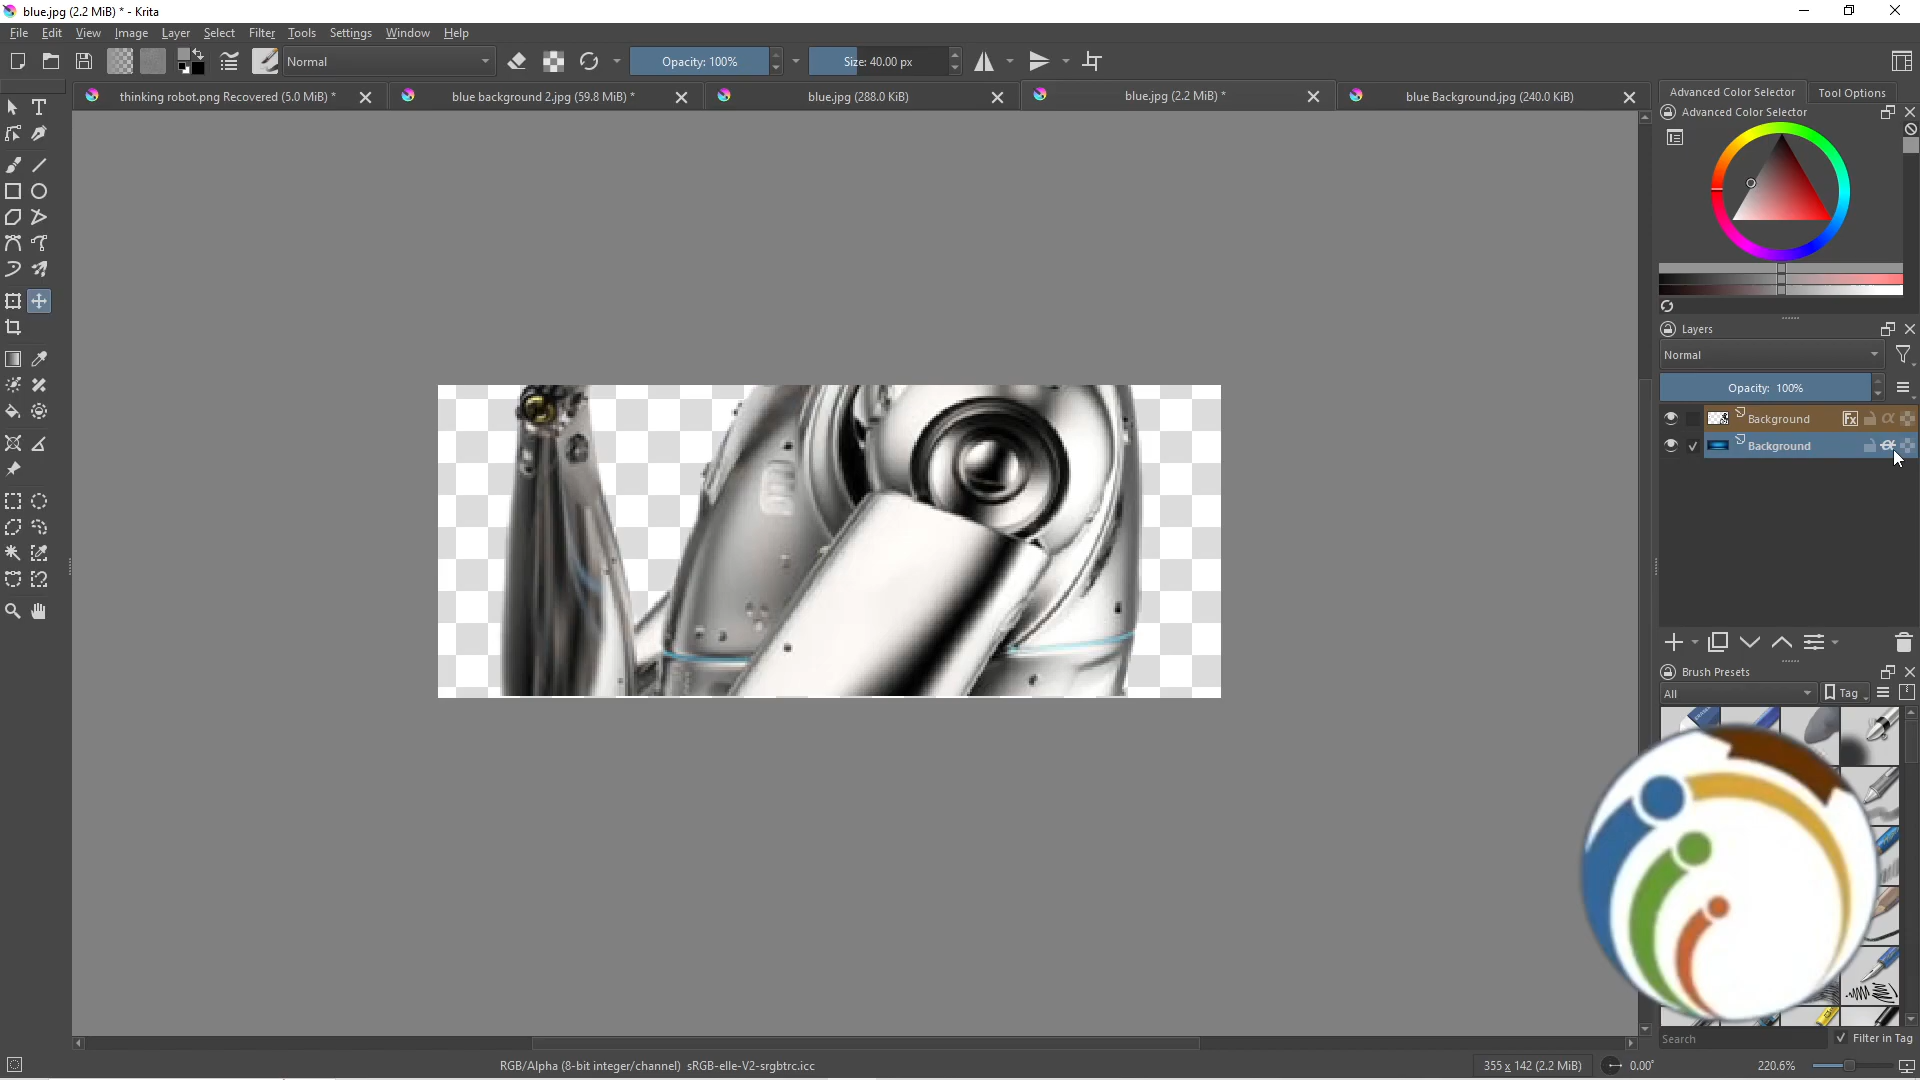 blue.jpg (2.2 MiB) * - Krita
File Edit View Image Layer Select Filter Tools Settings Window Help
Normal Opacity: 100% Size: 40.00 px
thinking robot.png Recovered (5.0 MiB) * blue background 2.jpg (59.8 MiB) * blue.jpg (288.0 KiB) blue.jpg (2.2 MiB) * blue Background.jpg (240.0 KiB)
Advanced Color Selector Tool Options
Advanced Color Selector
Layers
Normal
Opacity: 100%
Background
Background
Brush Presets
All Tag
Search Filter in Tag
RGB/Alpha (8-bit integer/channel) sRGB-elle-V2-srgbtrc.icc 355 x 142 (2.2 MiB) 0.00° 220.6%